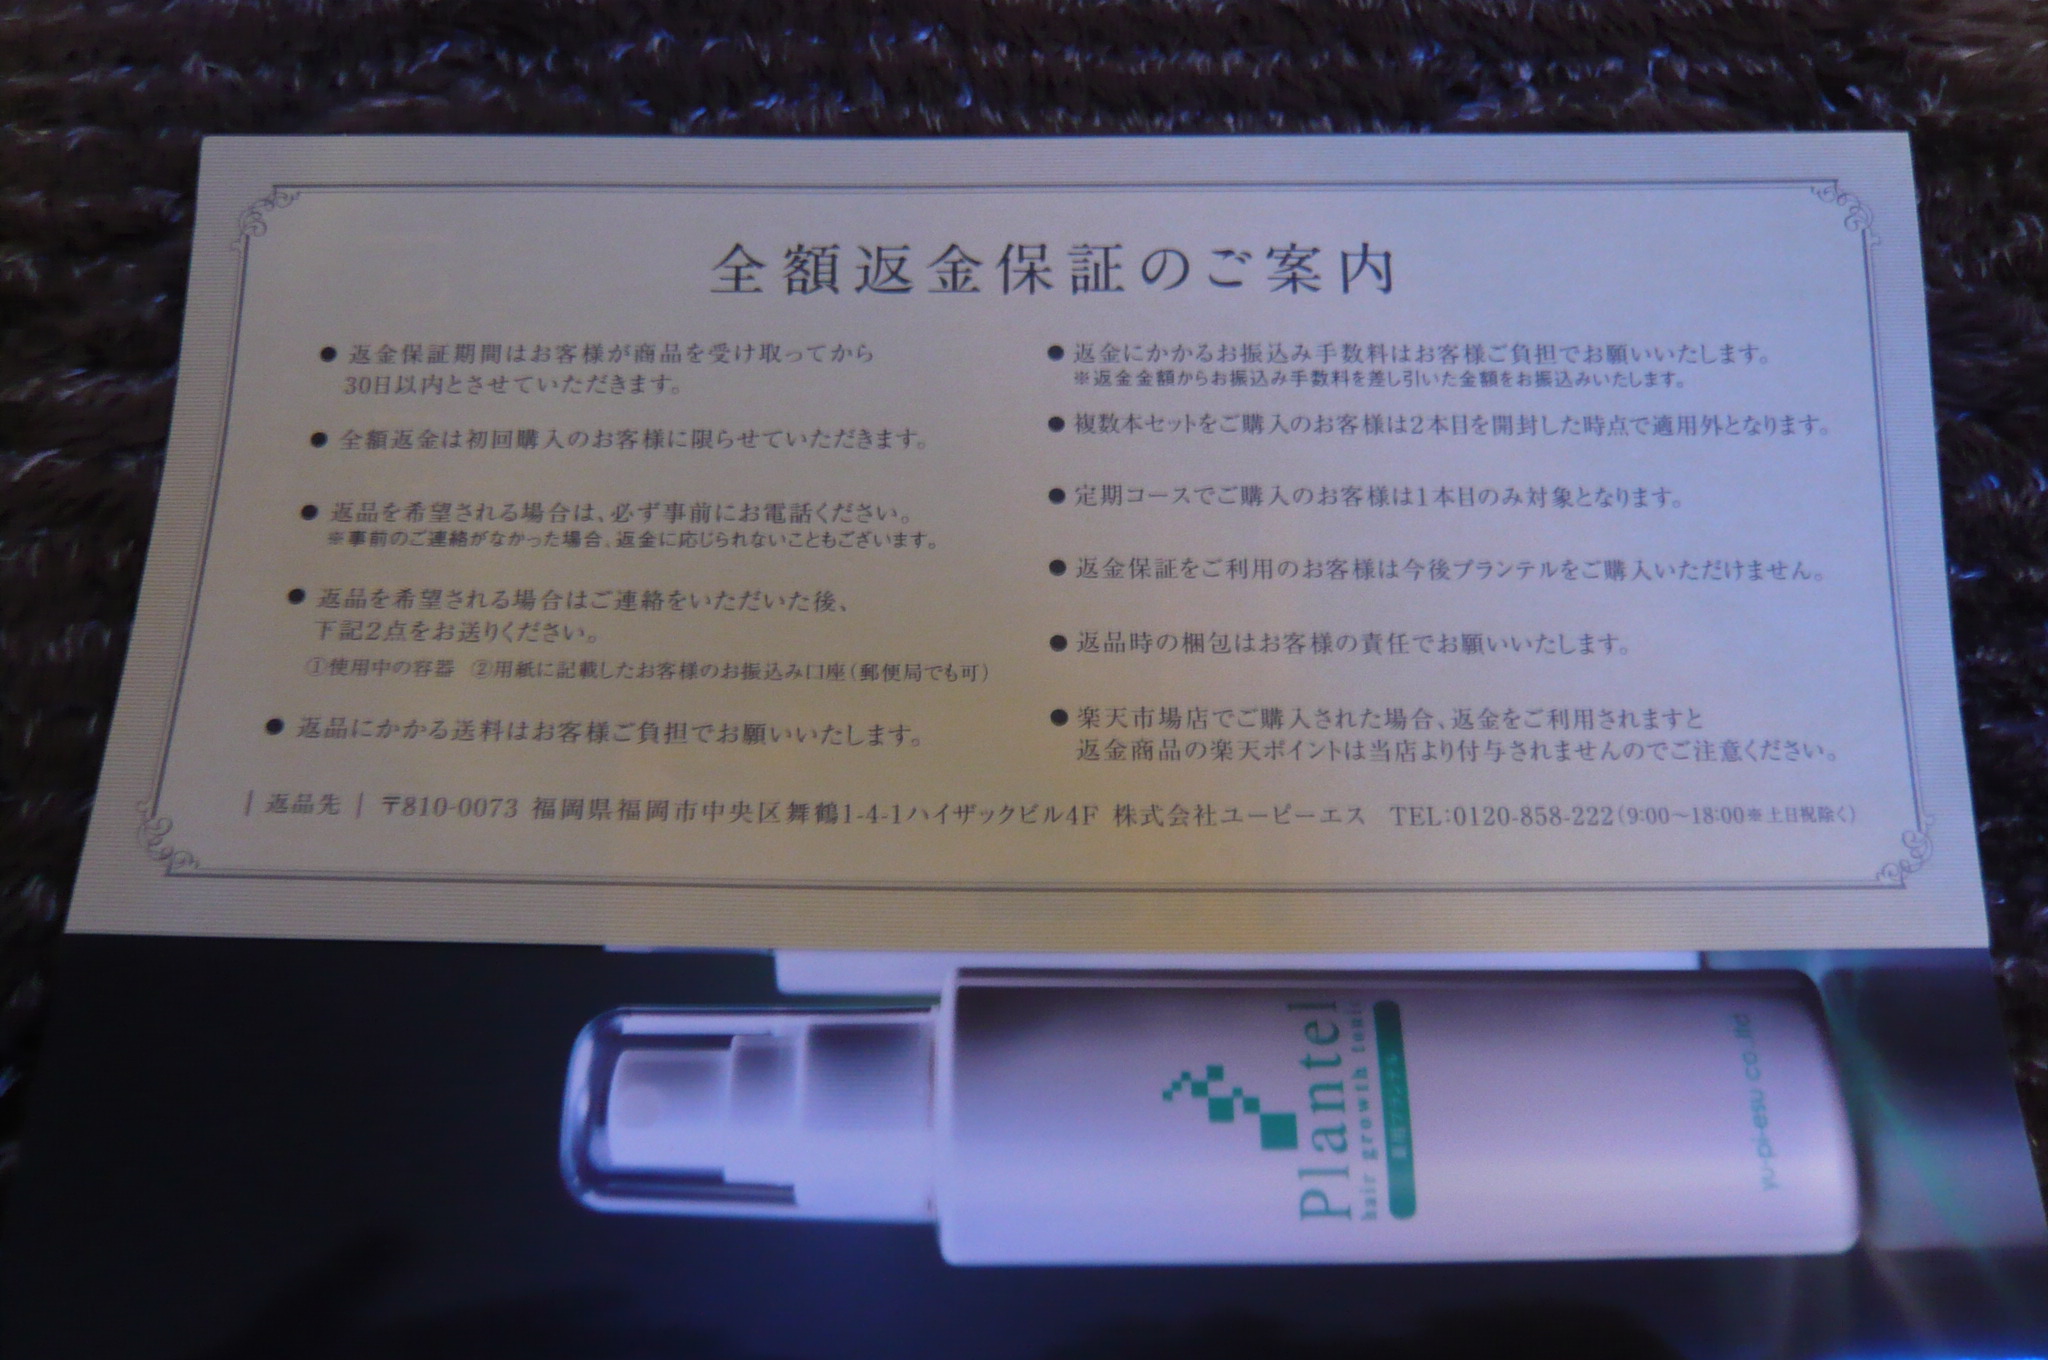 全額返金保証のご案内
● 返金保証期間はお客様が商品を受け取ってから
30日以内とさせていただきます。
● 全額返金は初回購入のお客様に限らせていただきます。
● 返品を希望される場合は、必ず事前にお電話ください。
※事前のご連絡がなかった場合、返金に応じられないこともございます。
● 返品を希望される場合はご連絡をいただいた後、
下記2点をお送りください。
①使用中の容器 ②用紙に記載したお客様のお振込み口座(郵便局でも可)
● 返品にかかる送料はお客様ご負担でお願いいたします。
● 返金にかかるお振込み手数料はお客様ご負担でお願いいたします。
※返金金額からお振込み手数料を差し引いた金額をお振込みいたします。
● 複数本セットをご購入のお客様は2本目を開封した時点で適用外となります。
● 定期コースでご購入のお客様は1本目のみ対象となります。
● 返金保証をご利用のお客様は今後プランテルをご購入いただけません。
● 返品時の梱包はお客様の責任でお願いいたします。
● 楽天市場店でご購入された場合、返金をご利用されますと
返金商品の楽天ポイントは当店より付与されませんのでご注意ください。
| 返品先 | 〒810-0073 福岡県福岡市中央区舞鶴1-4-1ハイザックビル4F 株式会社ユーピーエス TEL:0120-858-222(9:00～18:00※土日祝除く)
Plantel
hair growth tonic
薬用プランテル
yu-pi-esu co.,ltd